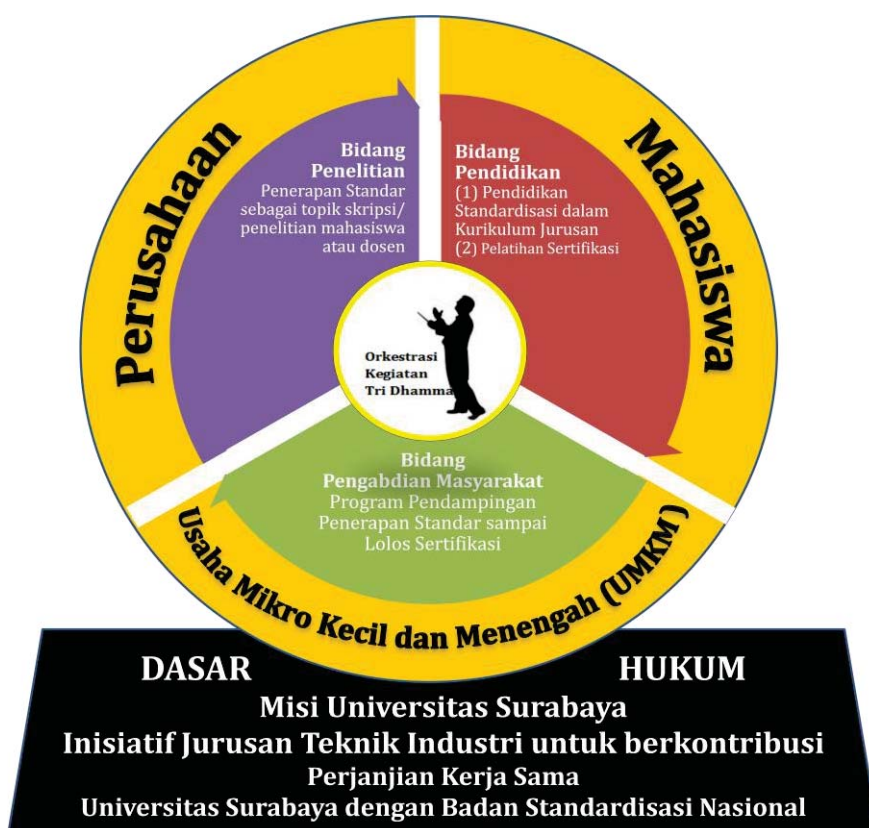 Perusahaan
Mahasiswa
Bidang
Penelitian
Penerapan Standar
sebagai topik skripsi/
penelitian mahasiswa
atau dosen
Bidang
Pendidikan
(1) Pendidikan
Standardisasi dalam
Kurikulum Jurusan
(2) Pelatihan Sertifikasi
Orkestrasi
Kegiatan
Tri Dhamma
Bidang
Pengabdian Masyarakat
Program Pendampingan
Penerapan Standar sampai
Lolos Sertifikasi
Usaha Mikro Kecil dan Menengah (UMKM )
DASAR HUKUM
Misi Universitas Surabaya
Inisiatif Jurusan Teknik Industri untuk berkontribusi
Perjanjian Kerja Sama
Universitas Surabaya dengan Badan Standardisasi Nasional